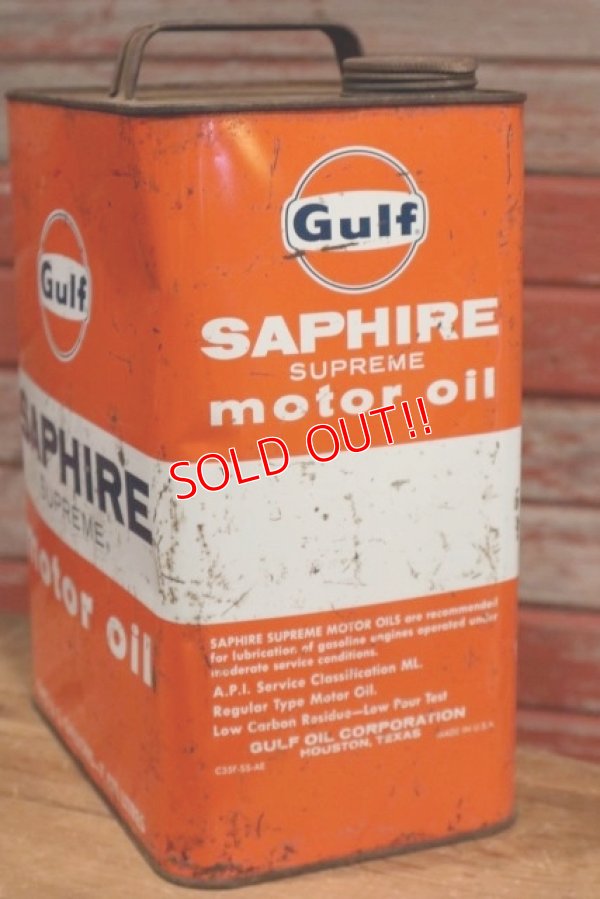 Gulf
SAPHIRE
SUPREME
motor oil
SAPHIRE SUPREME MOTOR OILS are recommended
for lubrication of gasoline engines operated under
moderate service conditions.
A.P.I. Service Classification ML.
Regular Type Motor Oil.
Low Carbon Residue—Low Pour Test
GULF OIL CORPORATION
HOUSTON, TEXAS
MADE IN U.S.A.
C35F-55-AE
Gulf
SAPHIRE
SUPREME
motor oil
SOLD OUT!!